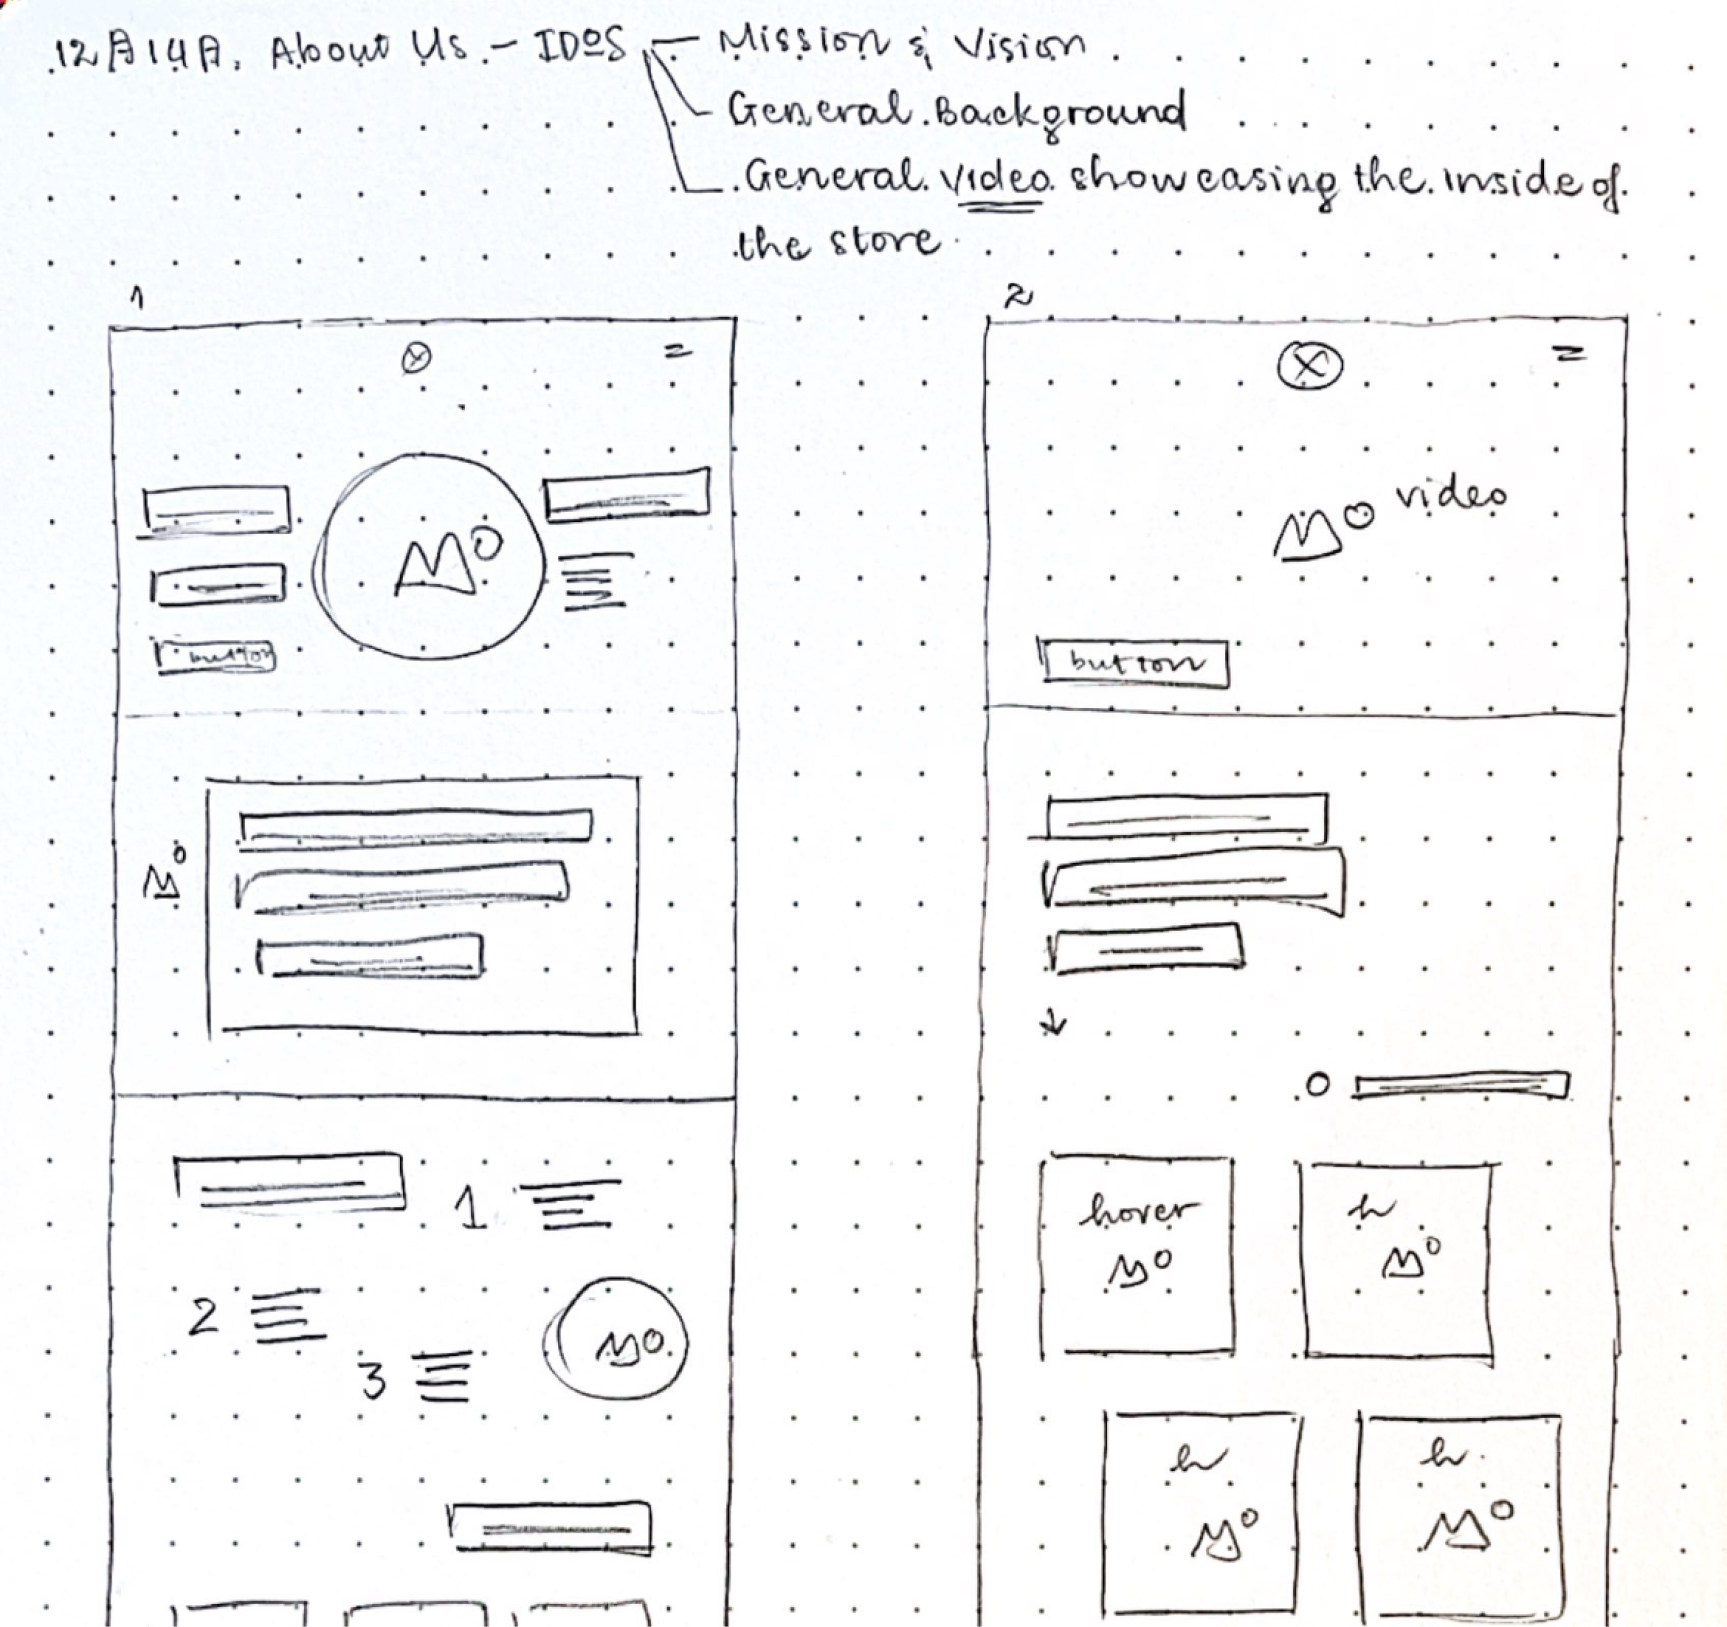 12月14日. About Us. - IDOS - Mission & Vision
General Background
General video showcasing the inside of
the store
1
2
video
button
button
1
2
3
hover
h
h
h